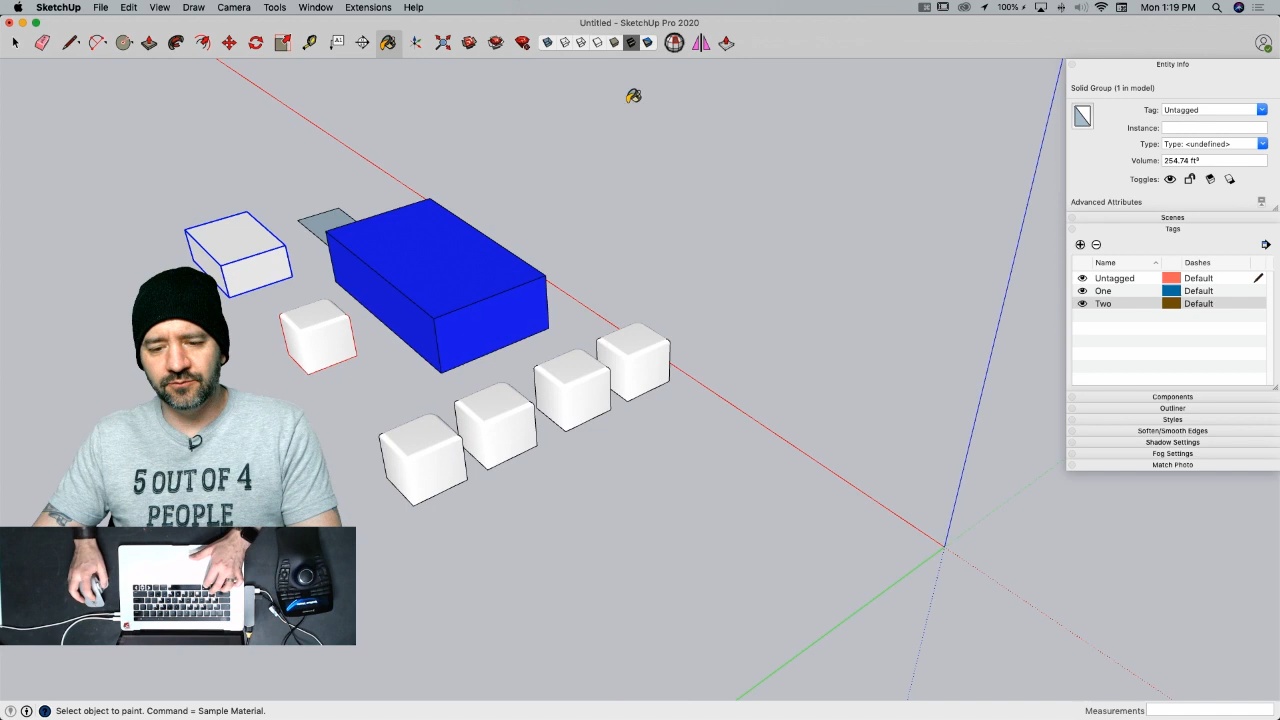 SketchUp File Edit View Draw Camera Tools Window Extensions Help
100% Mon 1:19 PM
Untitled - SketchUp Pro 2020
Entity Info
Solid Group (1 in model)
Tag: Untagged
Instance:
Type: Type: <undefined>
Volume: 254.74 ft³
Toggles:
Advanced Attributes
Scenes
Tags
Name Dashes
Untagged Default
One Default
Two Default
Components
Outliner
Styles
Soften/Smooth Edges
Shadow Settings
Fog Settings
Match Photo
5 OUT OF 4
PEOPLE
Select object to paint. Command = Sample Material.
Measurements